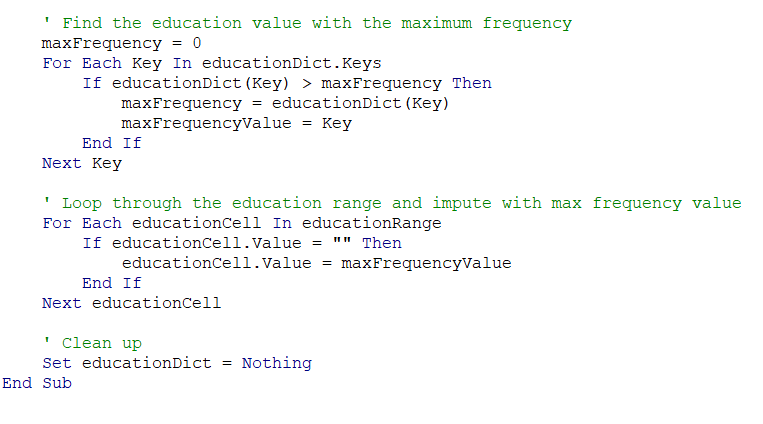 ' Find the education value with the maximum frequency
maxFrequency = 0
For Each Key In educationDict.Keys
If educationDict(Key) > maxFrequency Then
maxFrequency = educationDict(Key)
maxFrequencyValue = Key
End If
Next Key
' Loop through the education range and impute with max frequency value
For Each educationCell In educationRange
If educationCell.Value = "" Then
educationCell.Value = maxFrequencyValue
End If
Next educationCell
' Clean up
Set educationDict = Nothing
End Sub